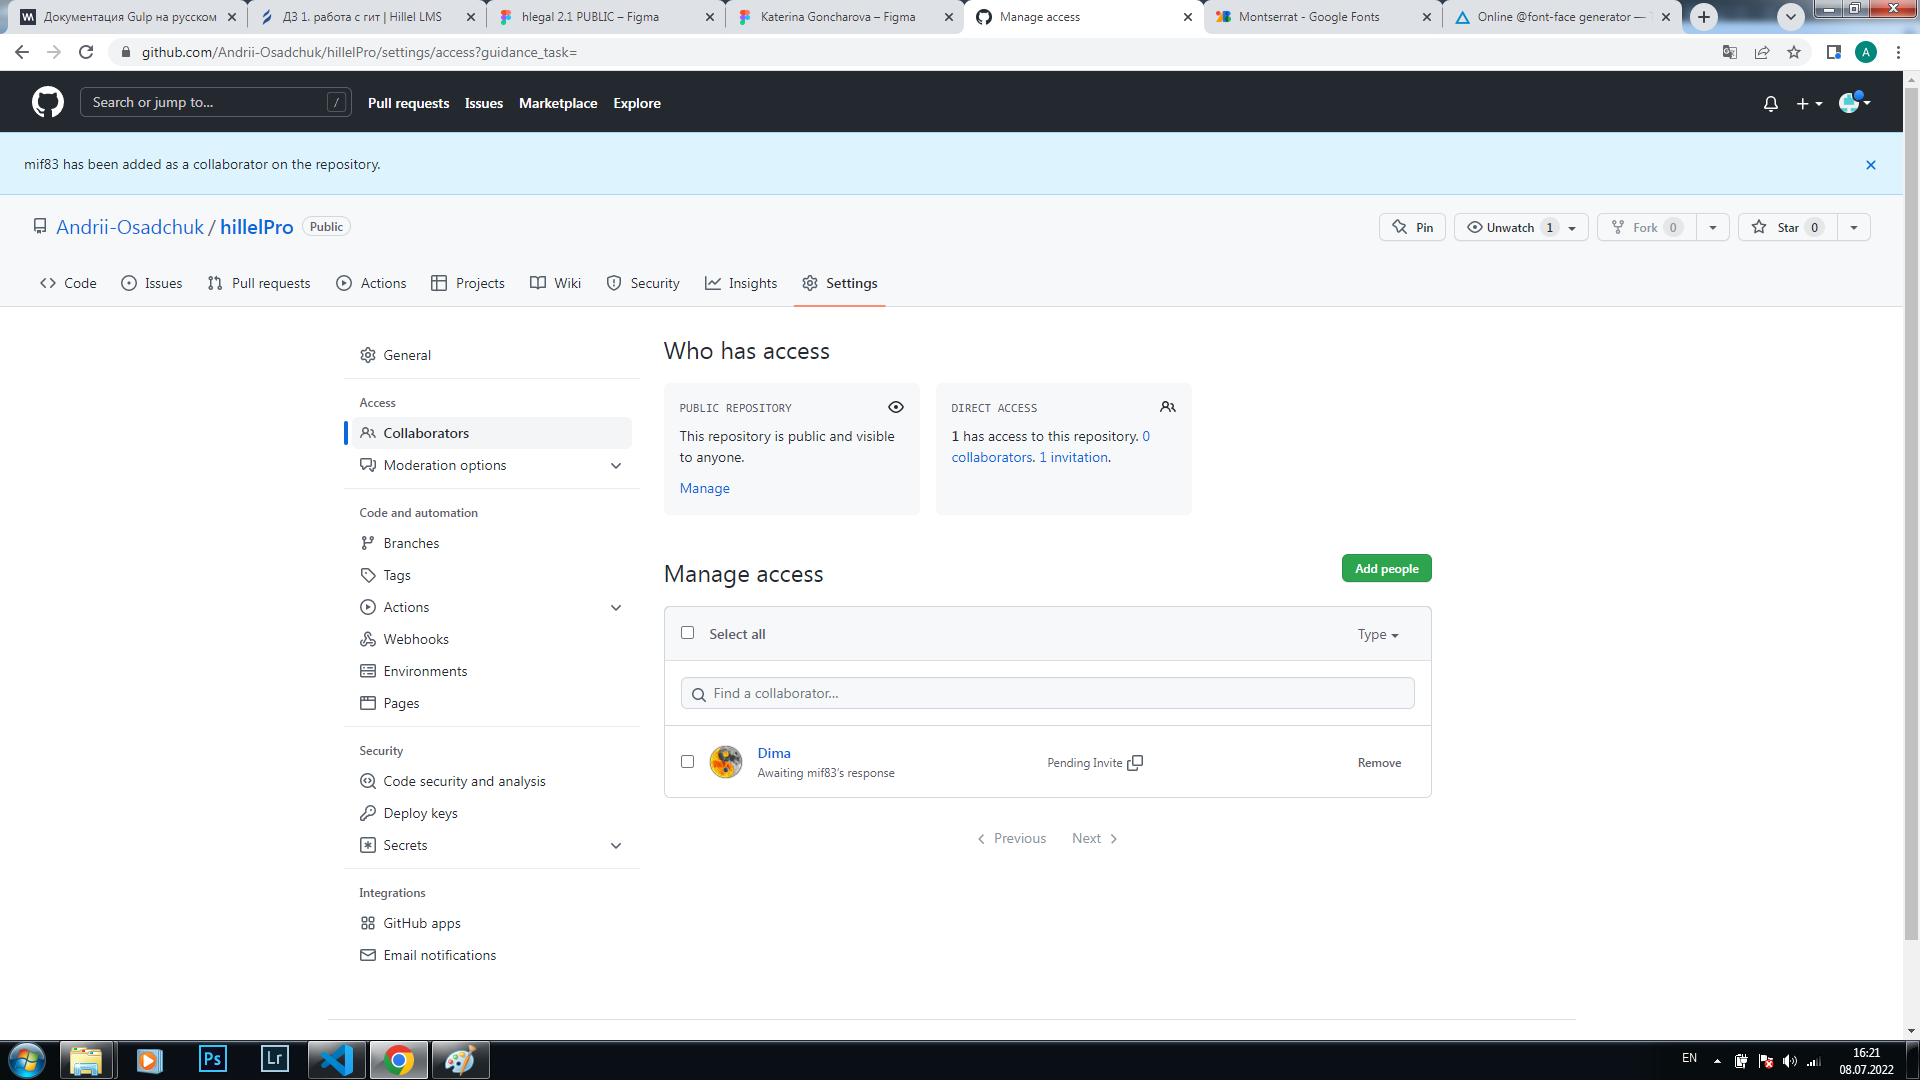 Документация Gulp на русском
ДЗ 1. работа с гит | Hillel LMS
hlegal 2.1 PUBLIC – Figma
Katerina Goncharova – Figma
Manage access
Montserrat - Google Fonts
Online @font-face generator —
github.com/Andrii-Osadchuk/hillelPro/settings/access?guidance_task=
A
Search or jump to...
/
Pull requests
Issues
Marketplace
Explore
mif83 has been added as a collaborator on the repository.
Andrii-Osadchuk / hillelPro
Public
Pin
Unwatch 1
Fork 0
Star 0
Code
Issues
Pull requests
Actions
Projects
Wiki
Security
Insights
Settings
General
Access
Collaborators
Moderation options
Code and automation
Branches
Tags
Actions
Webhooks
Environments
Pages
Security
Code security and analysis
Deploy keys
Secrets
Integrations
GitHub apps
Email notifications
Who has access
PUBLIC REPOSITORY
This repository is public and visible
to anyone.
Manage
DIRECT ACCESS
1 has access to this repository. 0
collaborators. 1 invitation.
Manage access
Add people
Select all
Type
Find a collaborator...
Dima
Awaiting mif83's response
Pending Invite
Remove
Previous
Next
Ps
Lr
EN
16:21
08.07.2022